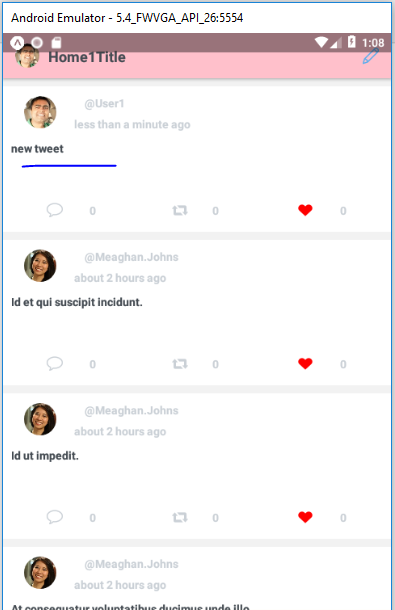 Android Emulator - 5.4_FWVGA_API_26:5554
1:08
Home1Title
@User1
less than a minute ago
new tweet
0 0 0
@Meaghan.Johns
about 2 hours ago
Id et qui suscipit incidunt.
0 0 0
@Meaghan.Johns
about 2 hours ago
Id ut impedit.
0 0 0
@Meaghan.Johns
about 2 hours ago
At consequatur voluptatibus ducimus unde illo